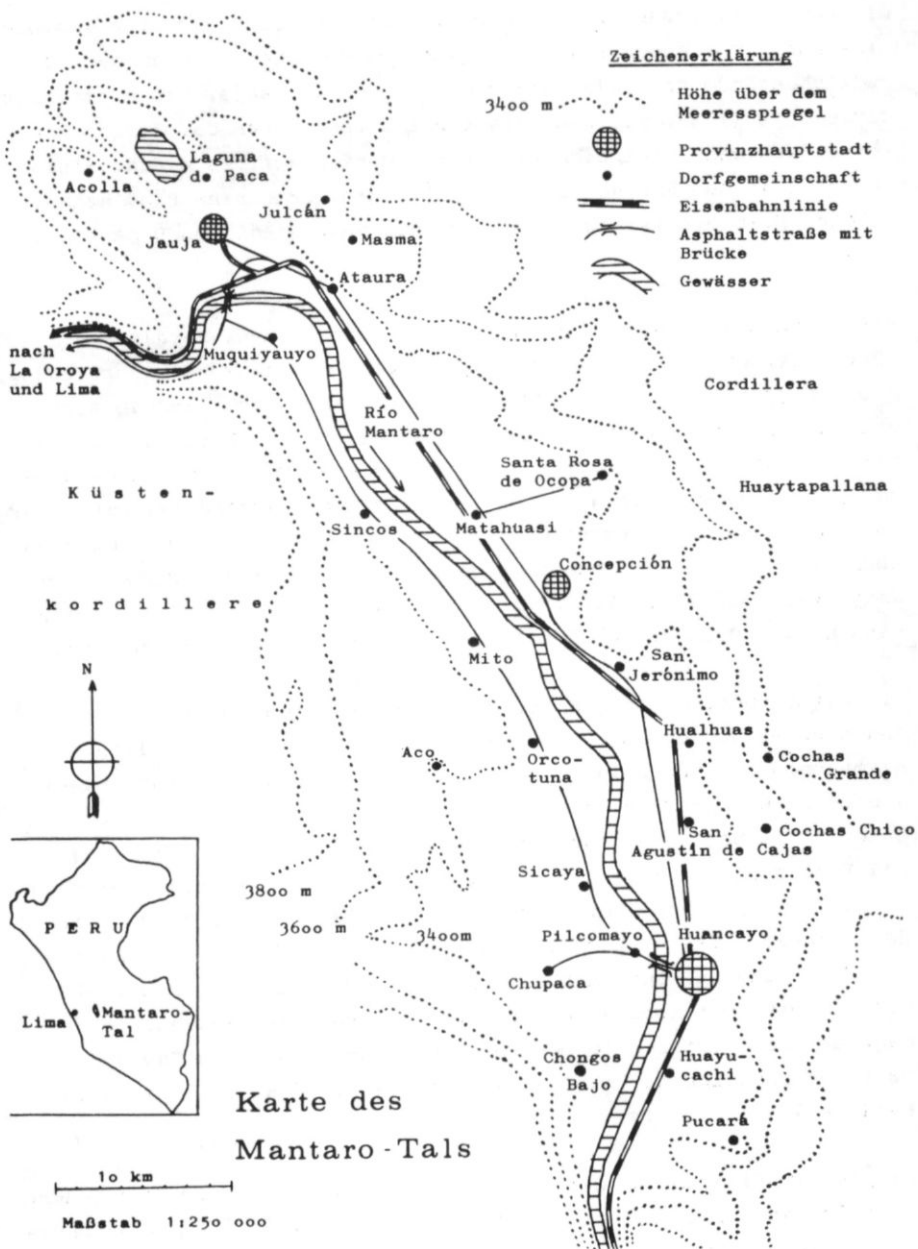 Zeichenerklärung
3400 m
Höhe über dem
Meeresspiegel
Provinzhauptstadt
Dorfgemeinschaft
Eisenbahnlinie
Asphaltstraße mit
Brücke
Gewässer
Laguna
de Paca
Acolla
Julcán
Jauja
Masma
Ataura
nach
La Oroya
und Lima
Muquiyauyo
Cordillera
Río
Mantaro
Santa Rosa
de Ocopa
Huaytapallana
Küsten-
Sincos
Matahuasi
Concepción
kordillere
Mito
San
Jerónimo
N
Hualhuas
Aco
Orco-
tuna
Cochas
Grande
San
Agustín de Cajas
Cochas Chico
Sicaya
3800 m
3600 m
3400m
PERU
Pilcomayo
Huancayo
Chupaca
Lima
Mantaro-
Tal
Chongos
Bajo
Huayu-
cachi
Pucará
Karte des
Mantaro-Tals
10 km
Maßstab 1:250 000